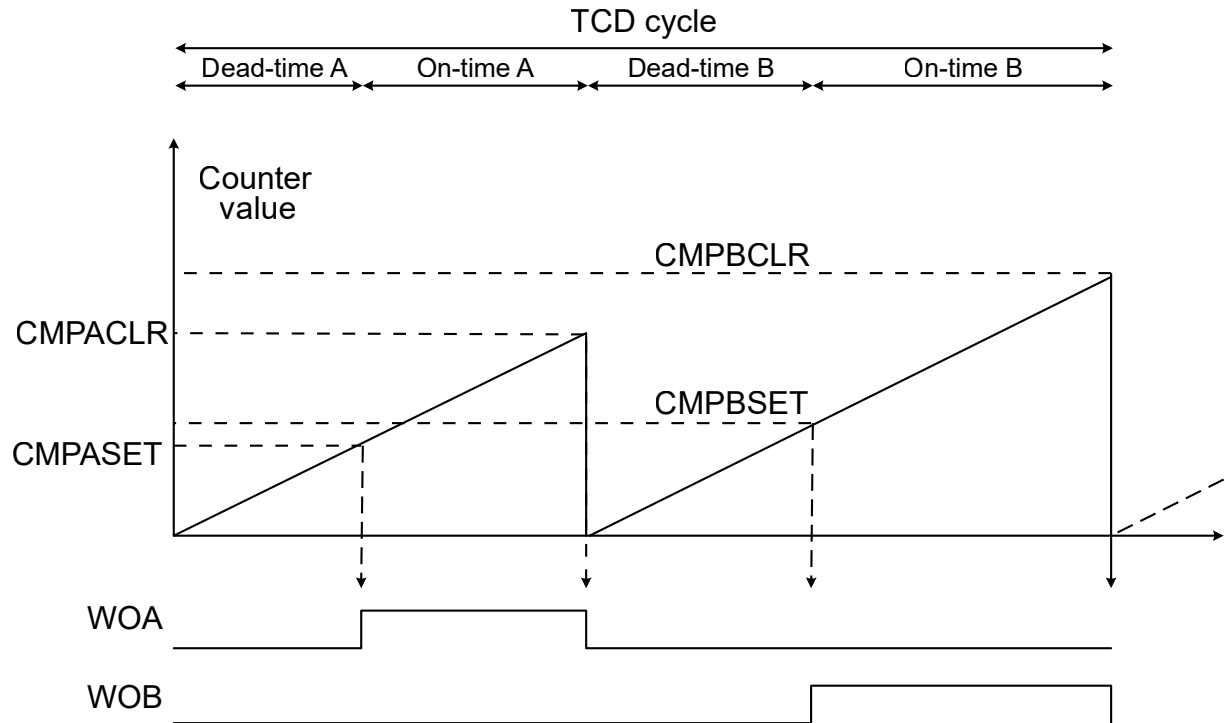 TCD cycle
Dead-time A
On-time A
Dead-time B
On-time B
Counter
value
CMPBCLR
CMPACLR
CMPBSET
CMPASET
WOA
WOB